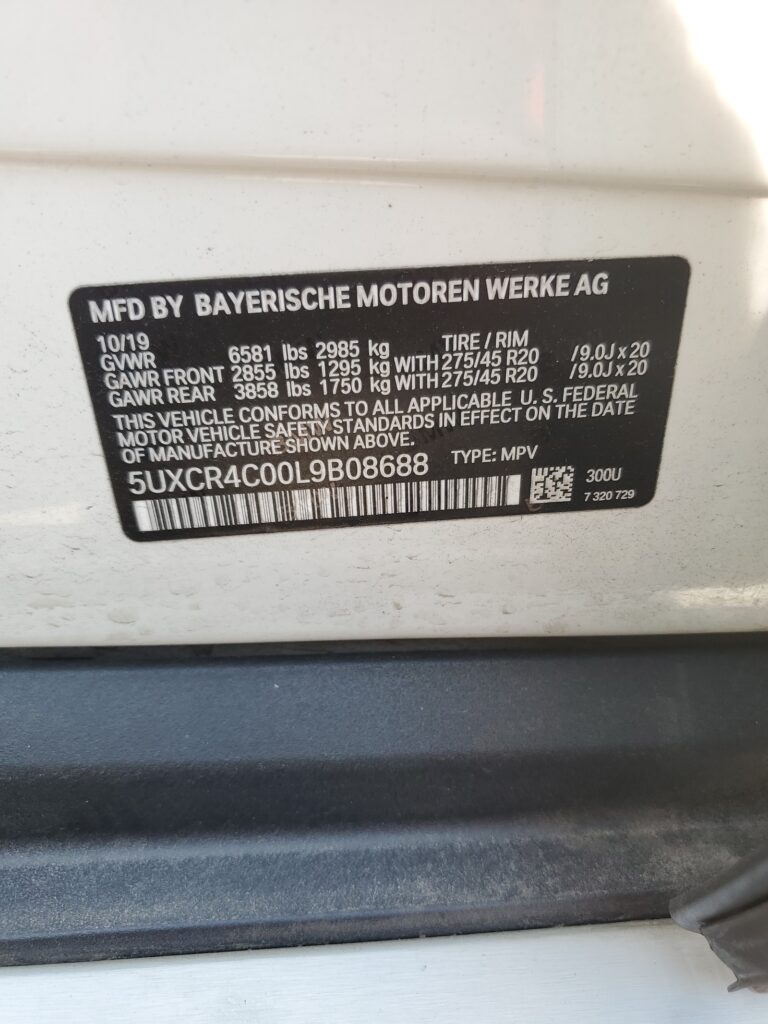 MFD BY BAYERISCHE MOTOREN WERKE AG
10/19 TIRE / RIM
GVWR 6581 lbs 2985 kg
GAWR FRONT 2855 lbs 1295 kg WITH 275/45 R20 /9.0J x 20
GAWR REAR 3858 lbs 1750 kg WITH 275/45 R20 /9.0J x 20
THIS VEHICLE CONFORMS TO ALL APPLICABLE U. S. FEDERAL
MOTOR VEHICLE SAFETY STANDARDS IN EFFECT ON THE DATE
OF MANUFACTURE SHOWN ABOVE.
5UXCR4C00L9B08688 TYPE: MPV
300U
7 320 729